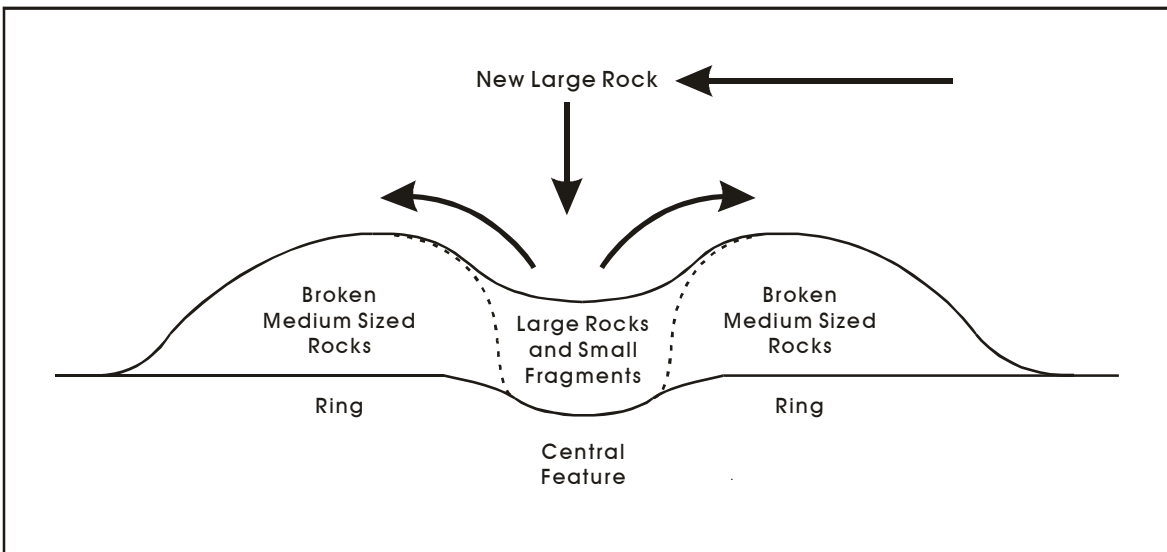 New Large Rock
Broken
Medium Sized
Rocks
Large Rocks
and Small
Fragments
Broken
Medium Sized
Rocks
Ring
Ring
Central
Feature